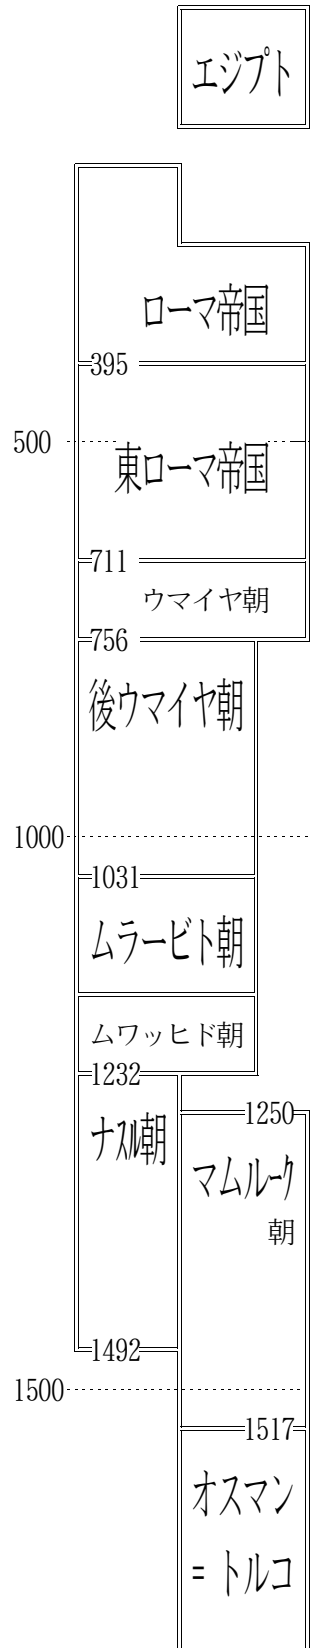 エジプト
ローマ帝国
395
500
東ローマ帝国
711
ウマイヤ朝
756
後ウマイヤ朝
1000
1031
ムラービト朝
ムワッヒド朝
1232
1250
ナスル朝
マムルーク
朝
1492
1500
1517
オスマン
=トルコ